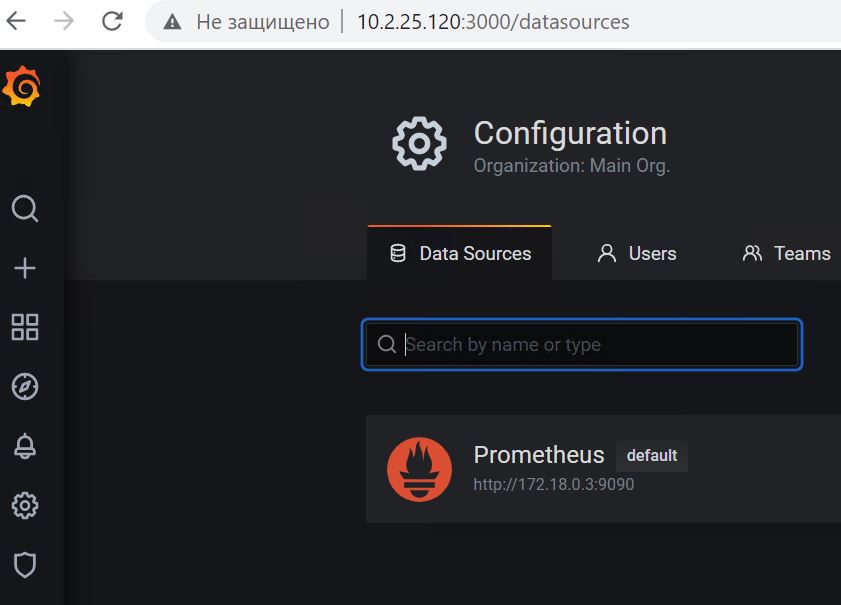 Не защищено 10.2.25.120:3000/datasources
Configuration
Organization: Main Org.
Data Sources Users Teams
Search by name or type
Prometheus default
http://172.18.0.3:9090